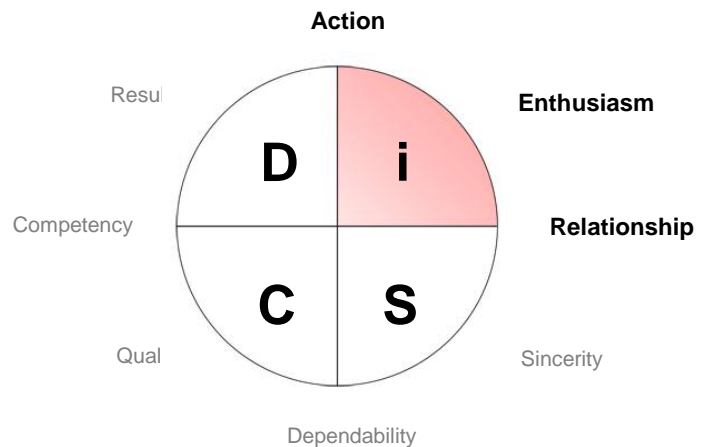 Action
Resul
Enthusiasm
D i
Competency
Relationship
C S
Qual
Sincerity
Dependability